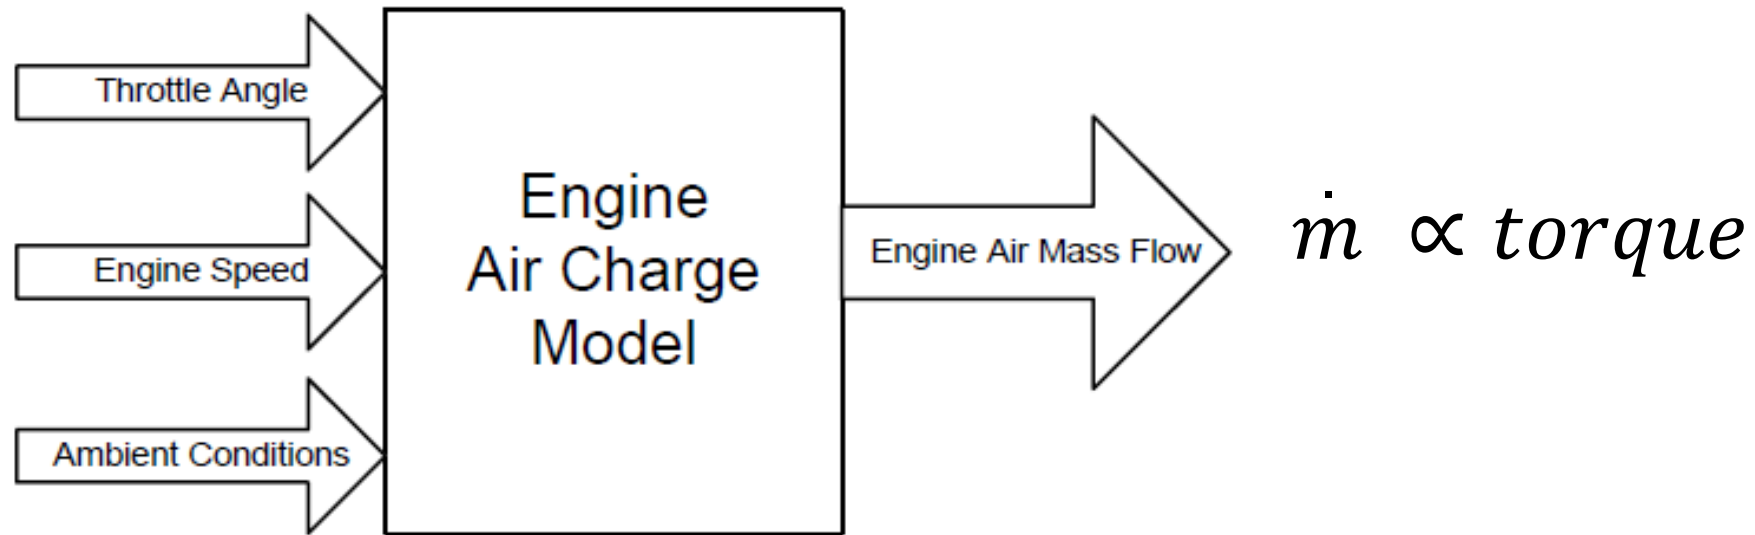 Throttle Angle
Engine Speed
Ambient Conditions
Engine
Air Charge
Model
Engine Air Mass Flow
ṁ ∝ torque